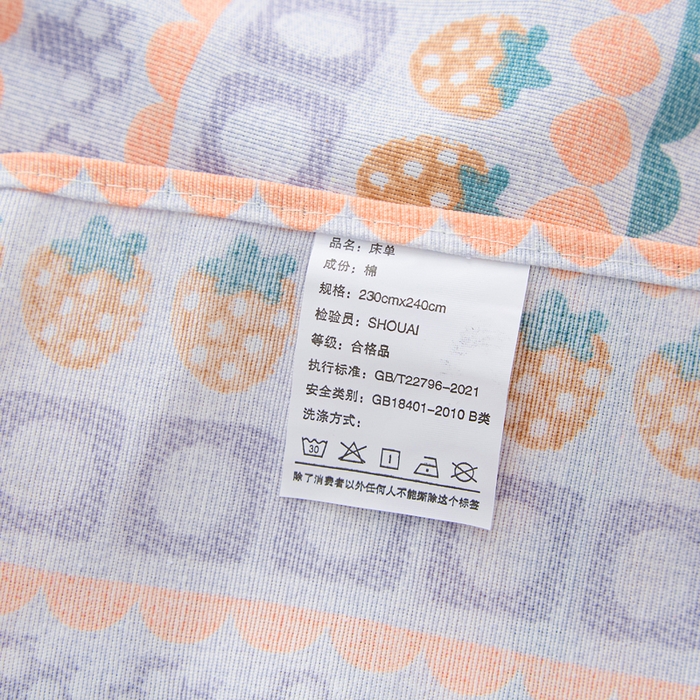 品名：床单
成份：棉
规格：230cmx240cm
检验员：SHOUAI
等级：合格品
执行标准：GB/T22796-2021
安全类别：GB18401-2010 B类
洗涤方式：
30
除了消费者以外任何人不能撕除这个标签